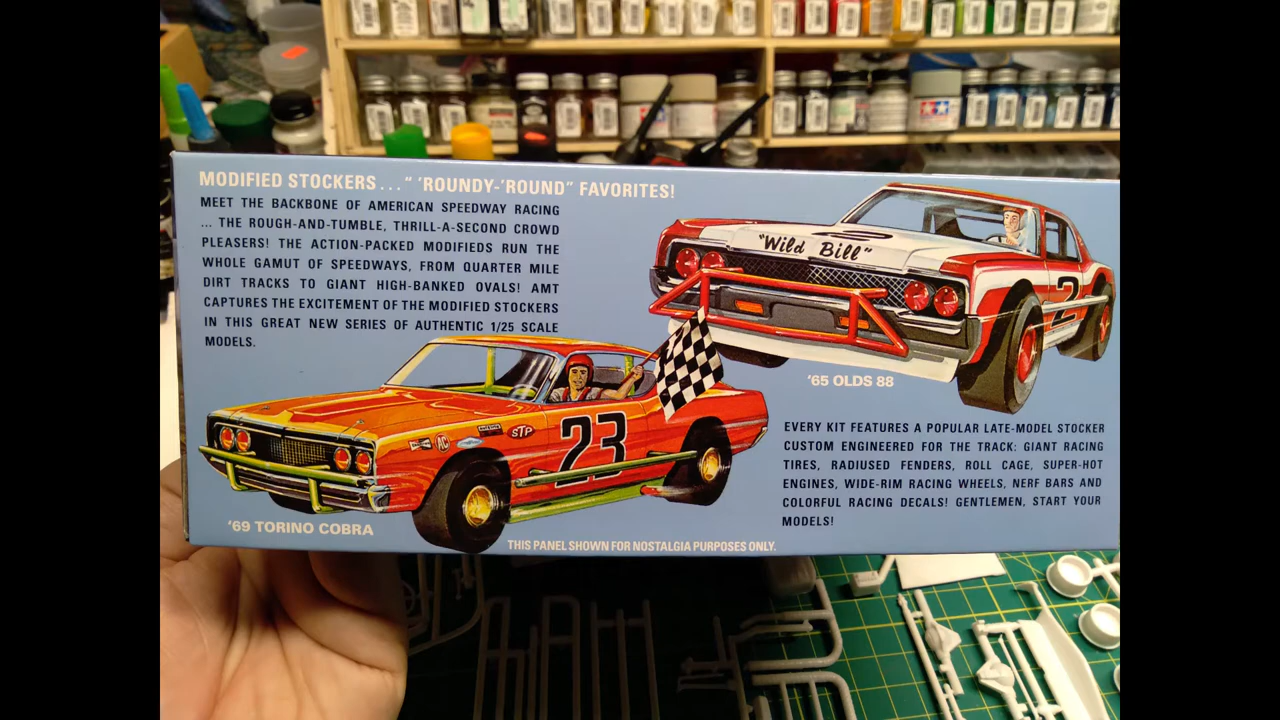 MODIFIED STOCKERS... " 'ROUNDY-'ROUND" FAVORITES!
MEET THE BACKBONE OF AMERICAN SPEEDWAY RACING
... THE ROUGH-AND-TUMBLE, THRILL-A-SECOND CROWD
PLEASERS! THE ACTION-PACKED MODIFIEDS RUN THE
WHOLE GAMUT OF SPEEDWAYS, FROM QUARTER MILE
DIRT TRACKS TO GIANT HIGH-BANKED OVALS! AMT
CAPTURES THE EXCITEMENT OF THE MODIFIED STOCKERS
IN THIS GREAT NEW SERIES OF AUTHENTIC 1/25 SCALE
MODELS.
"Wild Bill"
2
'65 OLDS 88
23
AC
STP
'69 TORINO COBRA
EVERY KIT FEATURES A POPULAR LATE-MODEL STOCKER
CUSTOM ENGINEERED FOR THE TRACK: GIANT RACING
TIRES, RADIUSED FENDERS, ROLL CAGE, SUPER-HOT
ENGINES, WIDE-RIM RACING WHEELS, NERF BARS AND
COLORFUL RACING DECALS! GENTLEMEN, START YOUR
MODELS!
THIS PANEL SHOWN FOR NOSTALGIA PURPOSES ONLY.